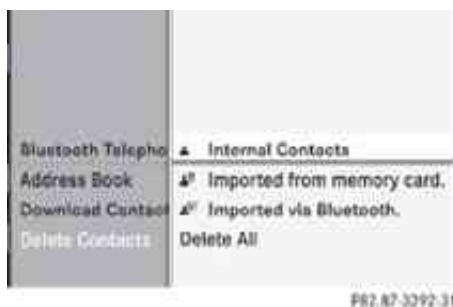 Bluetooth Telepho
Internal Contacts
Address Book
Imported from memory card.
Download Contact
Imported via Bluetooth.
Delete Contacts
Delete All
P82.87-3292-31